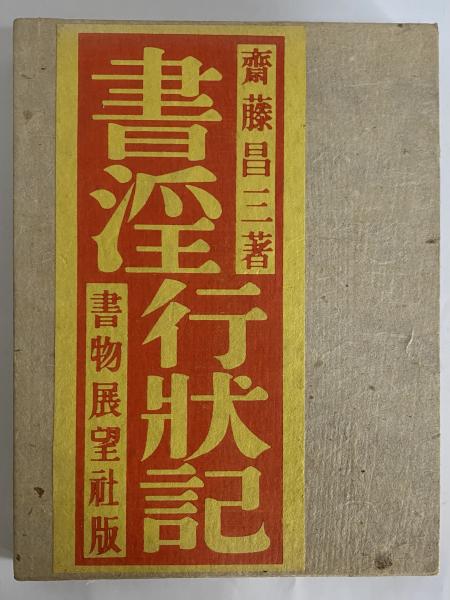 齋藤昌三著
書淫
行狀記
書物展望社版